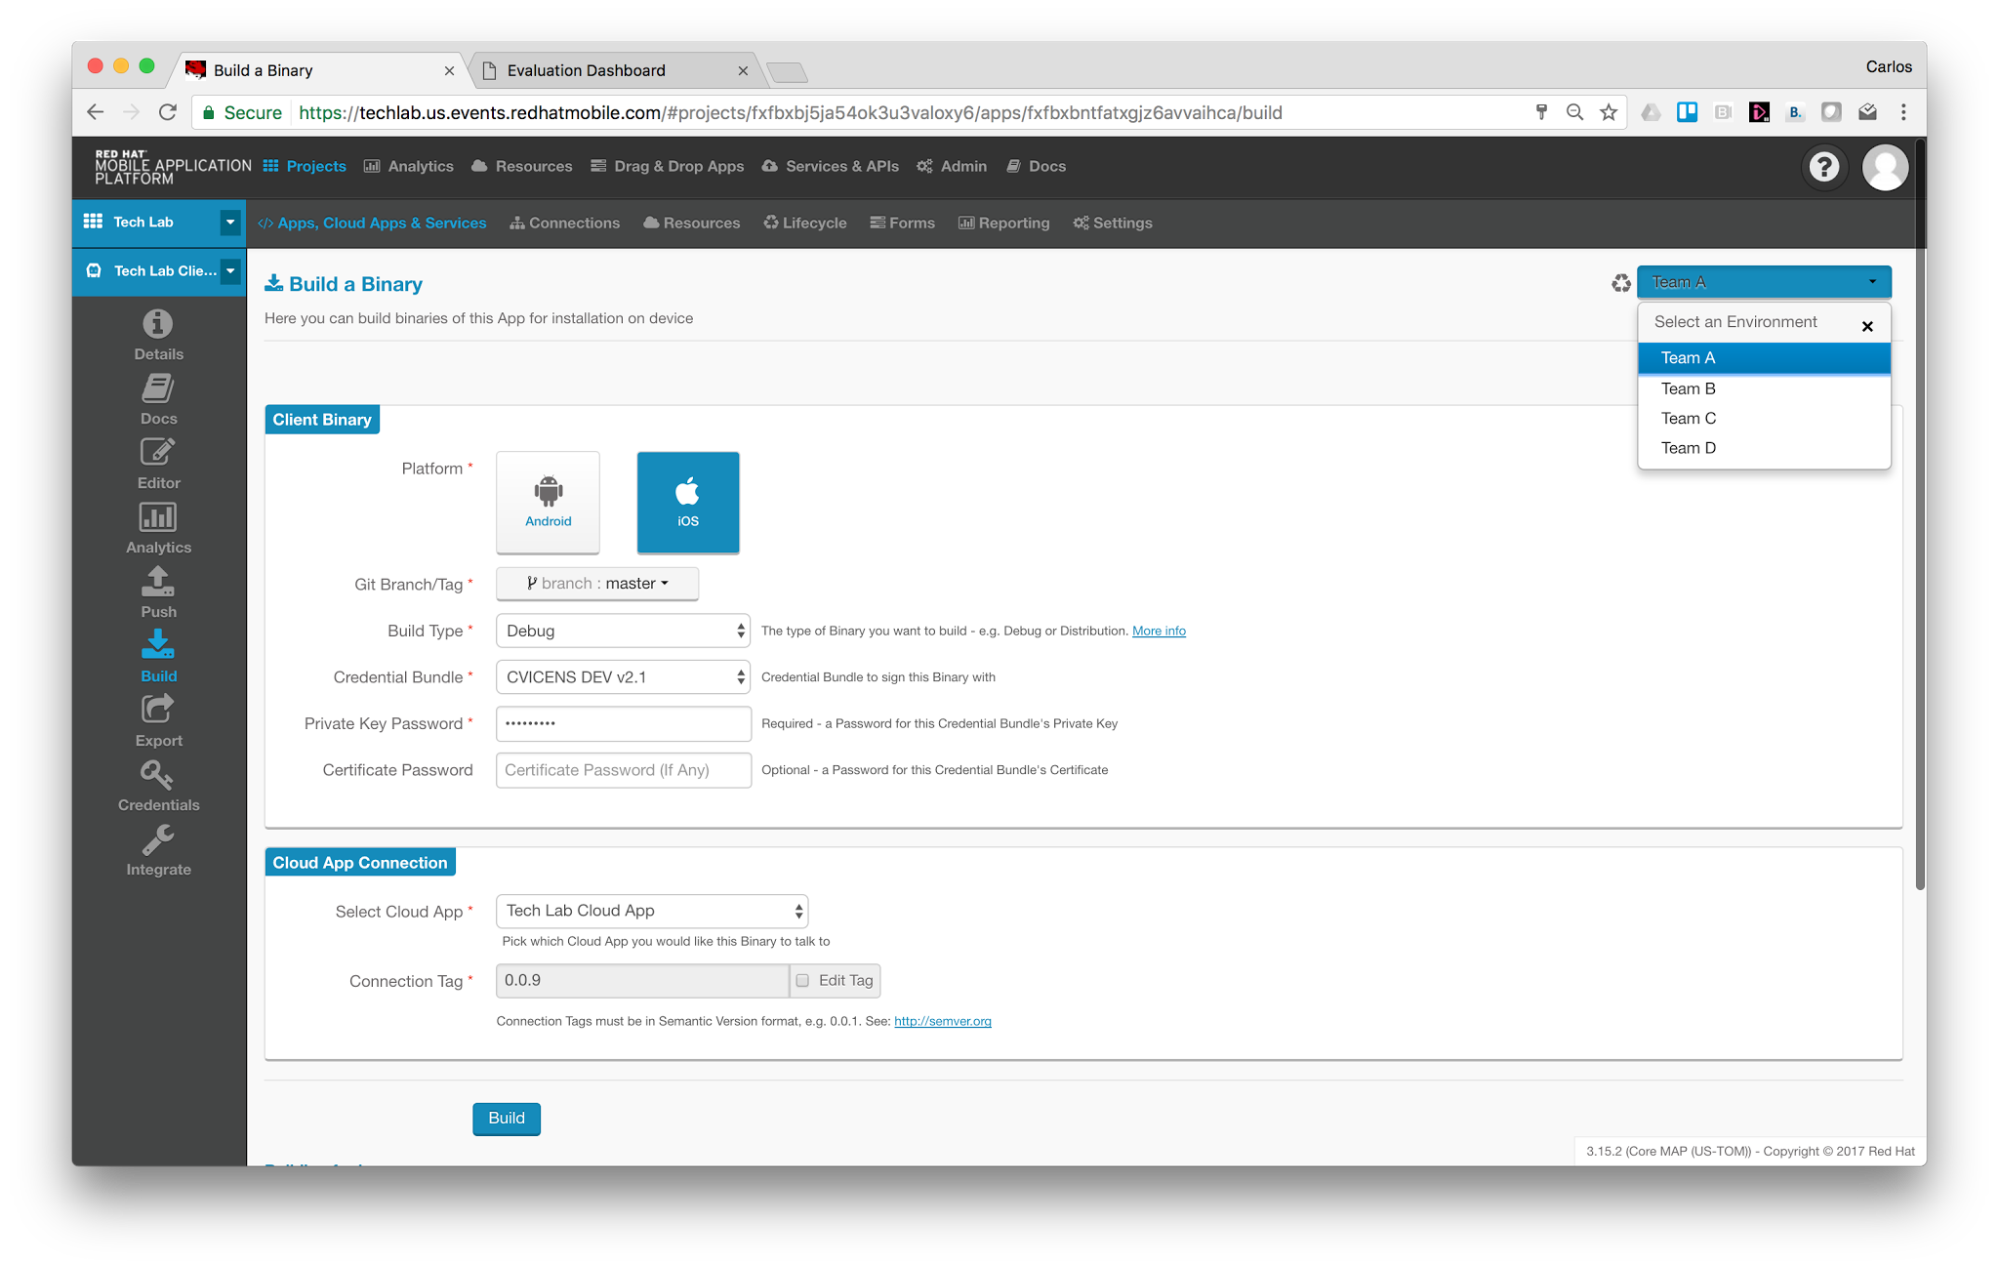 Build a Binary
Evaluation Dashboard
Carlos
Secure
https://techlab.us.events.redhatmobile.com/#projects/fxfbxbj5ja54ok3u3valoxy6/apps/fxfbxbntfatxgjz6avvaihca/build
RED HAT
MOBILE APPLICATION
PLATFORM
Projects
Analytics
Resources
Drag & Drop Apps
Services & APIs
Admin
Docs
?
Tech Lab
Apps, Cloud Apps & Services
Connections
Resources
Lifecycle
Forms
Reporting
Settings
Tech Lab Clie...
Details
Docs
Editor
Analytics
Push
Build
Export
Credentials
Integrate
Build a Binary
Here you can build binaries of this App for installation on device
Team A
Select an Environment
Team A
Team B
Team C
Team D
Client Binary
Platform *
Android
iOS
Git Branch/Tag *
branch : master
Build Type *
Debug
The type of Binary you want to build - e.g. Debug or Distribution. More info
Credential Bundle *
CVICENS DEV v2.1
Credential Bundle to sign this Binary with
Private Key Password *
•••••••••
Required - a Password for this Credential Bundle's Private Key
Certificate Password
Certificate Password (If Any)
Optional - a Password for this Credential Bundle's Certificate
Cloud App Connection
Select Cloud App *
Tech Lab Cloud App
Pick which Cloud App you would like this Binary to talk to
Connection Tag *
0.0.9
Edit Tag
Connection Tags must be in Semantic Version format, e.g. 0.0.1. See: http://semver.org
Build
3.15.2 (Core MAP (US-TOM)) - Copyright © 2017 Red Hat